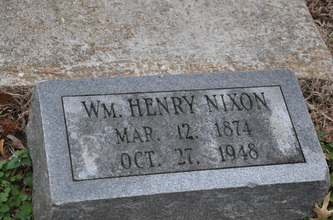 WM. HENRY NIXON
MAR. 12. 1874
OCT. 27. 1948